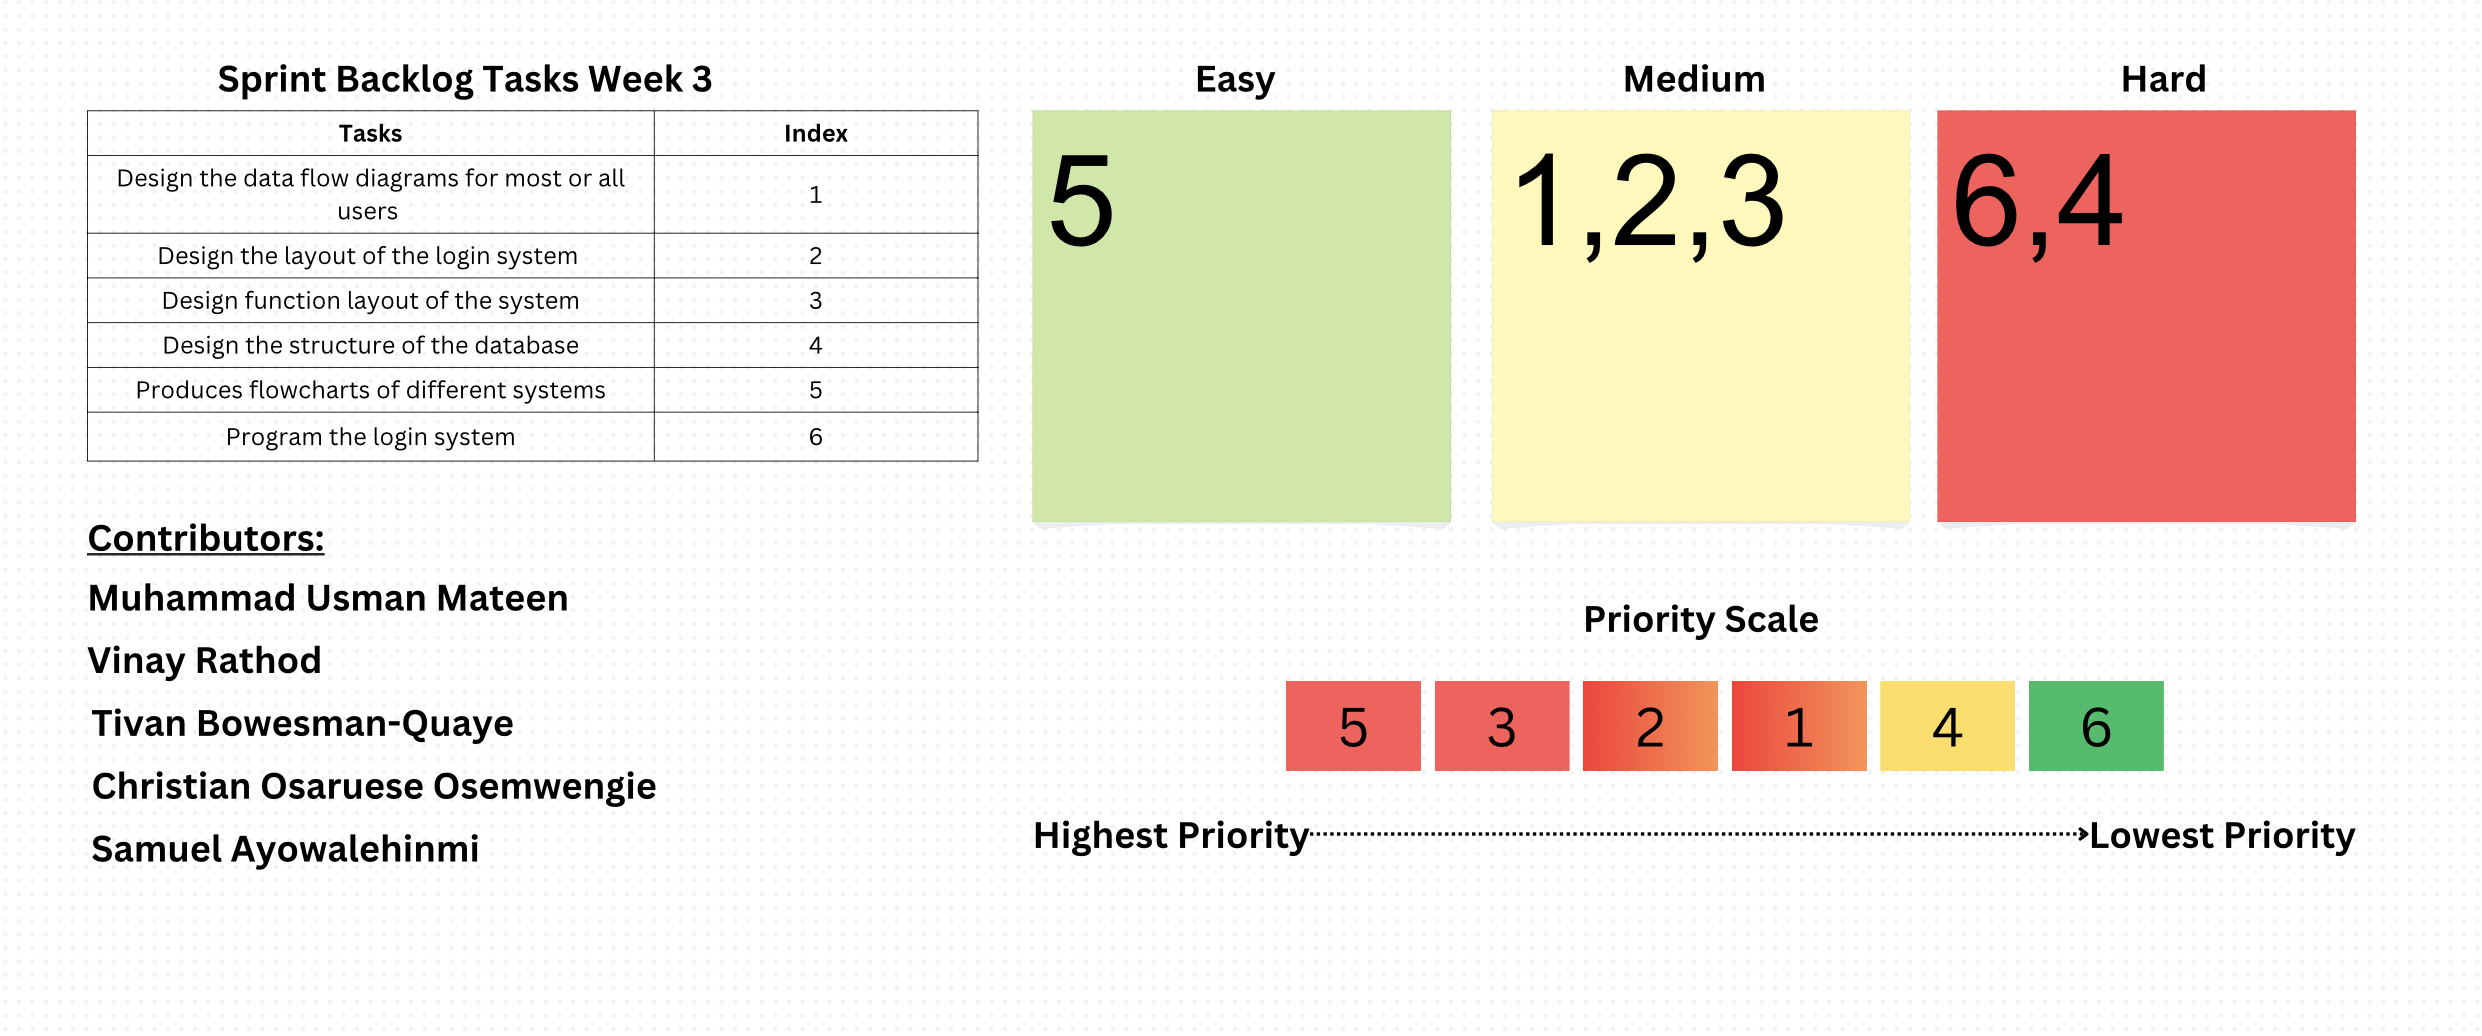 Sprint Backlog Tasks Week 3
Tasks Index
Design the data flow diagrams for most or all
users
1
Design the layout of the login system 2
Design function layout of the system 3
Design the structure of the database 4
Produces flowcharts of different systems 5
Program the login system 6
Contributors:
Muhammad Usman Mateen
Vinay Rathod
Tivan Bowesman-Quaye
Christian Osaruese Osemwengie
Samuel Ayowalehinmi
Easy
5
Medium
1,2,3
Hard
6,4
Priority Scale
5 3 2 1 4 6
Highest Priority Lowest Priority